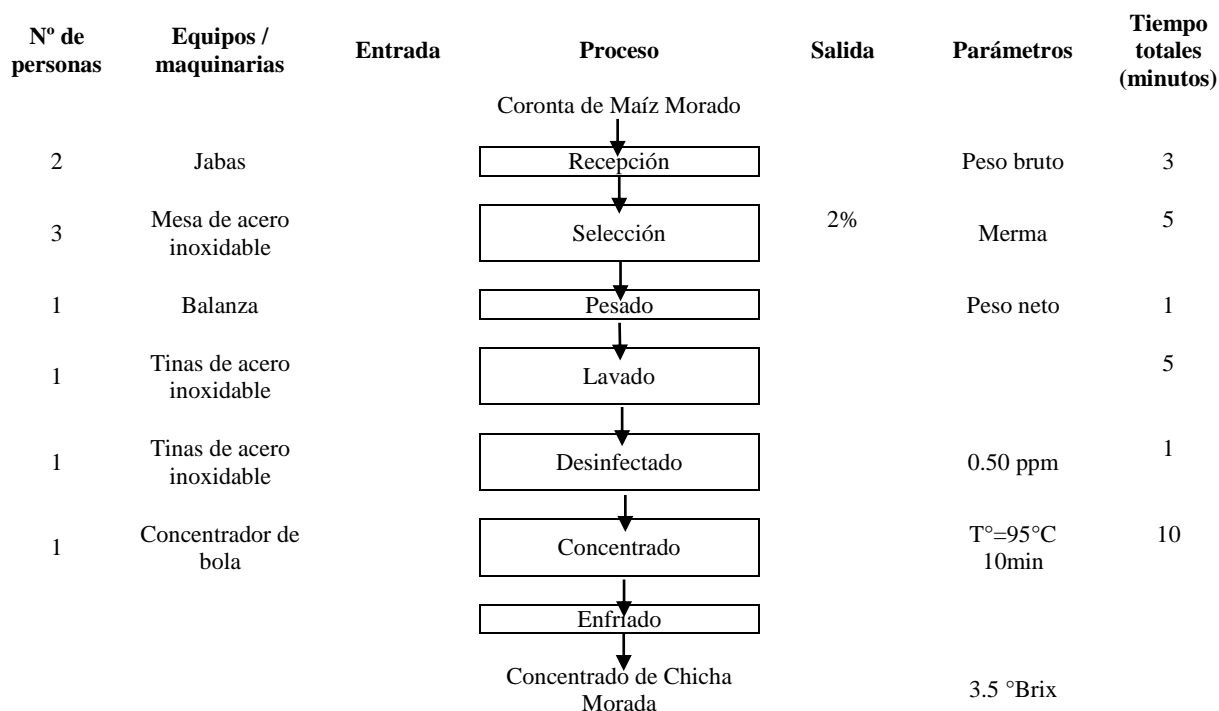 Nº de personas Equipos / maquinarias Entrada Proceso Salida Parámetros Tiempo totales (minutos)
Coronta de Maíz Morado
2 Jabas Recepción Peso bruto 3
3 Mesa de acero inoxidable Selección 2% Merma 5
1 Balanza Pesado Peso neto 1
1 Tinas de acero inoxidable Lavado 5
1 Tinas de acero inoxidable Desinfectado 0.50 ppm 1
1 Concentrador de bola Concentrado T°=95°C 10min 10
Enfriado
Concentrado de Chicha Morada 3.5 °Brix